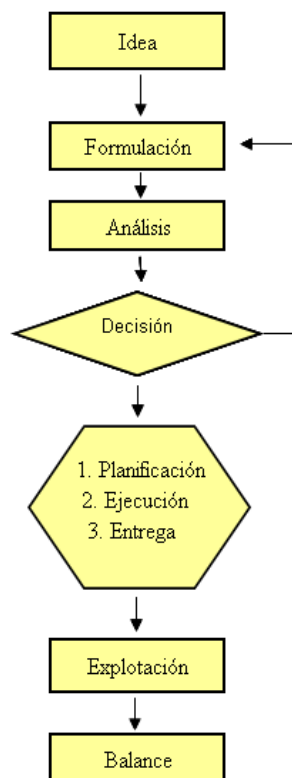 Idea
Formulación
Análisis
Decisión
1. Planificación
2. Ejecución
3. Entrega
Explotación
Balance